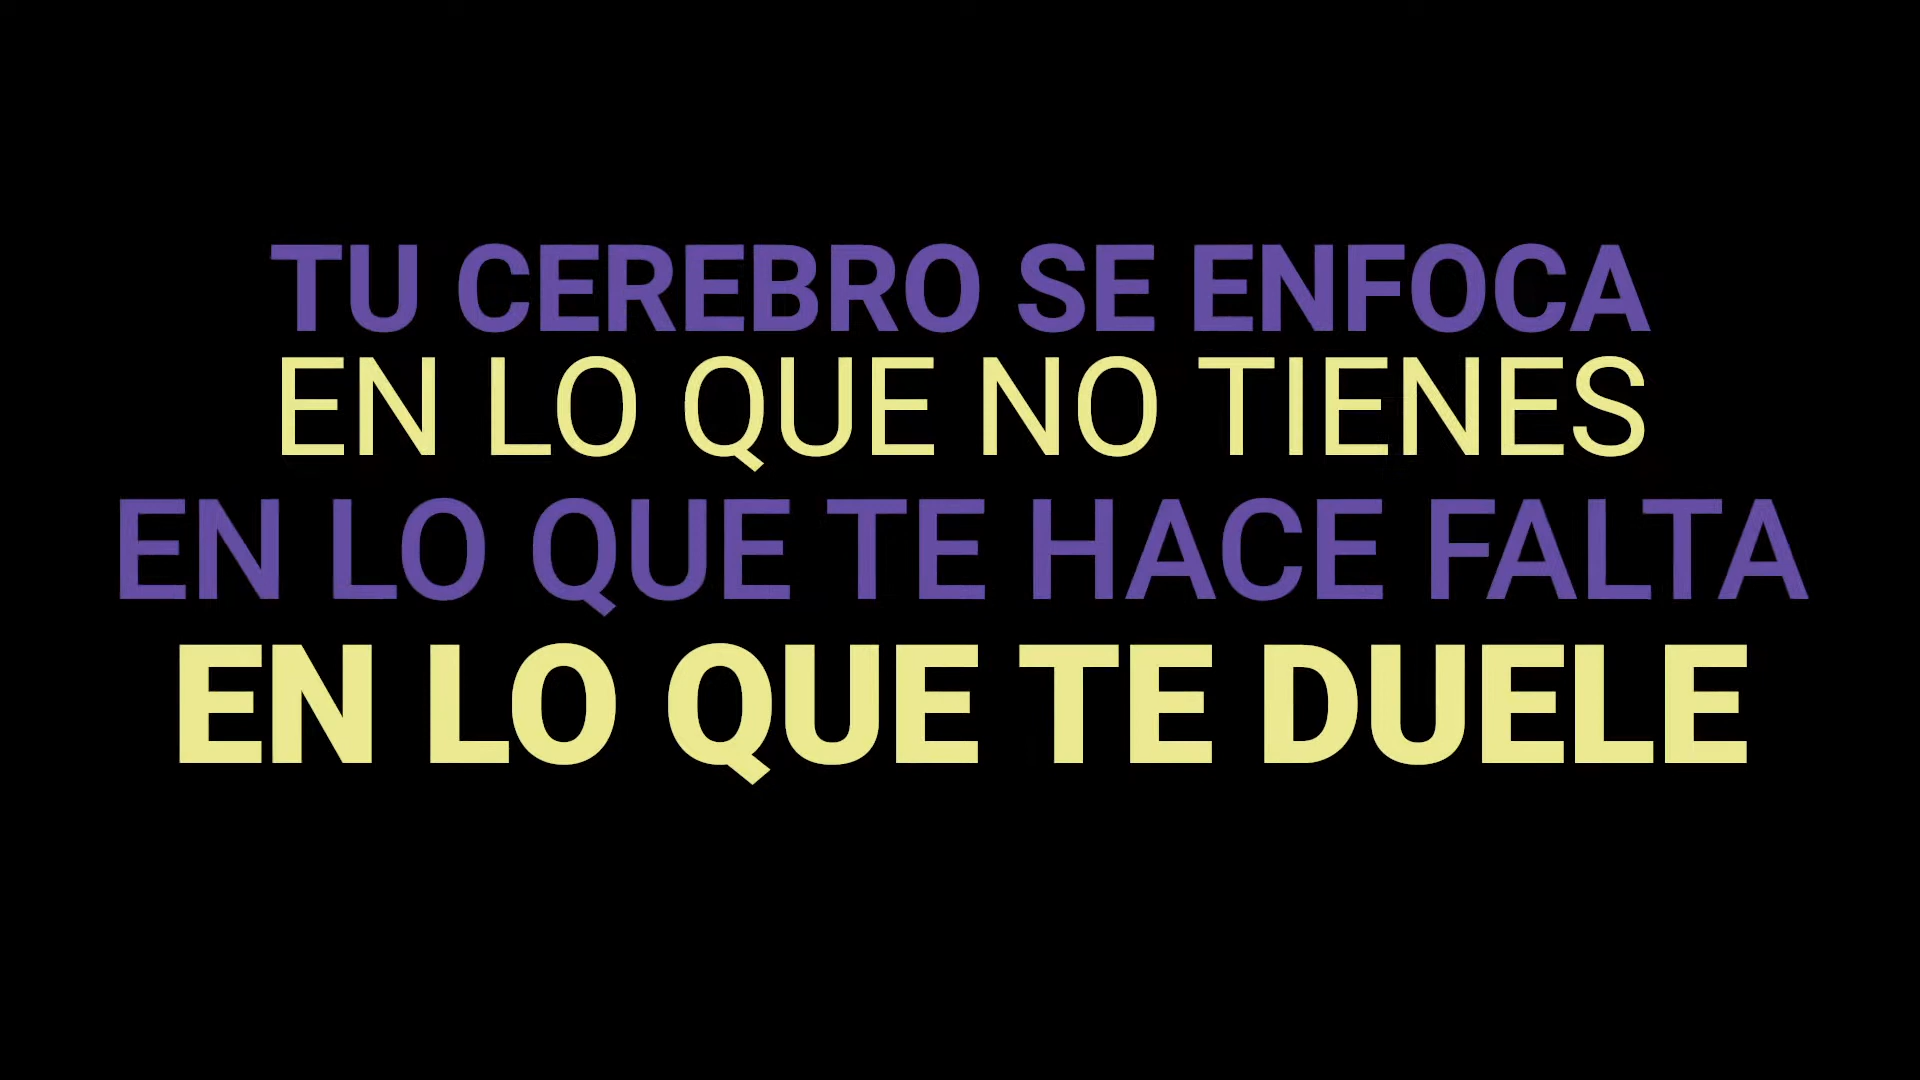 TU CEREBRO SE ENFOCA
EN LO QUE NO TIENES
EN LO QUE TE HACE FALTA
EN LO QUE TE DUELE